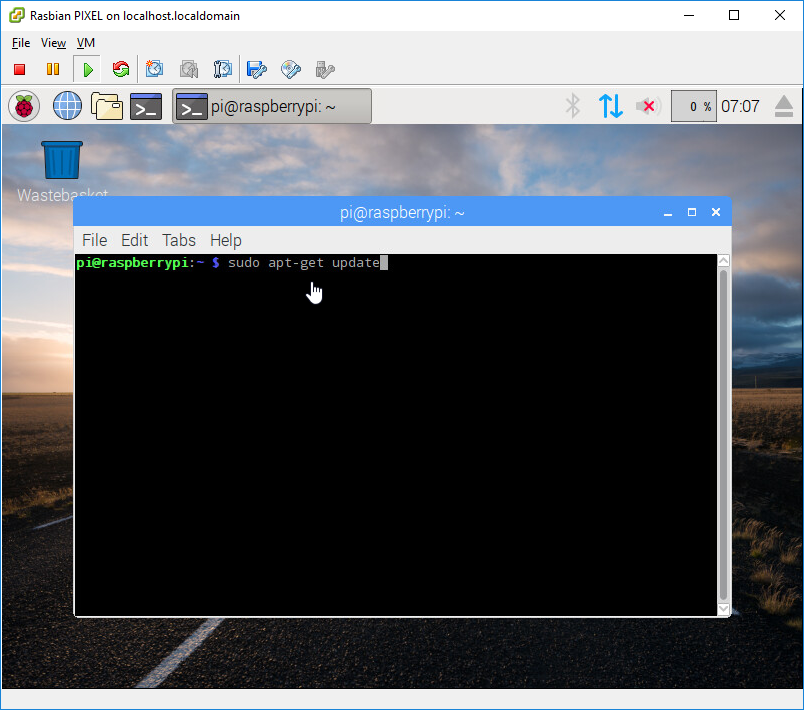 Rasbian PIXEL on localhost.localdomain
File View VM
pi@raspberrypi: ~
0 %
07:07
Wastebasket
pi@raspberrypi: ~
File Edit Tabs Help
pi@raspberrypi:~ $ sudo apt-get update